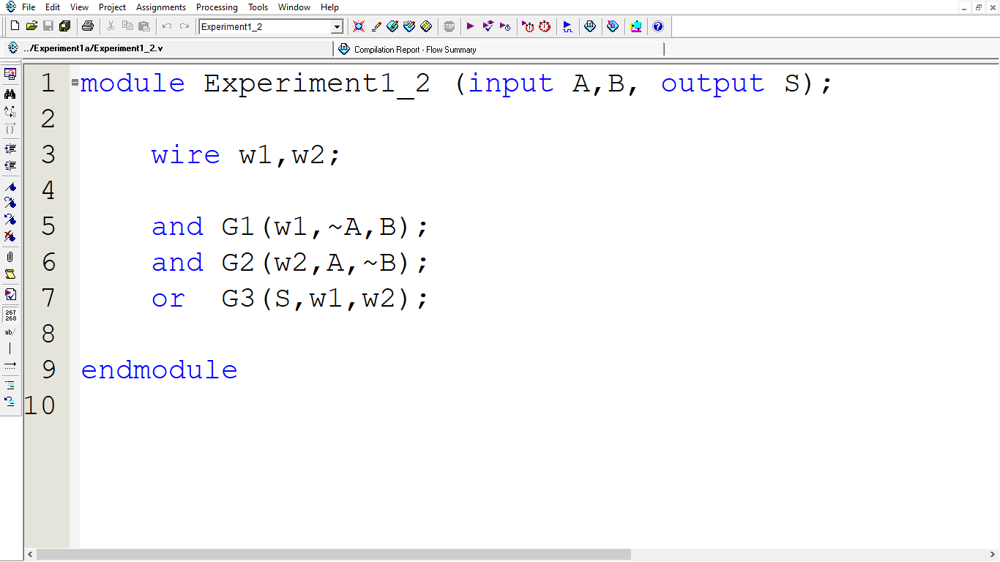 File Edit View Project Assignments Processing Tools Window Help
Experiment1_2
STOP
../Experiment1a/Experiment1_2.v
Compilation Report - Flow Summary
1 module Experiment1_2 (input A,B, output S);
2
3 wire w1,w2;
4
5 and G1(w1,~A,B);
6 and G2(w2,A,~B);
7 or G3(S,w1,w2);
8
9 endmodule
10
267
268
ab/